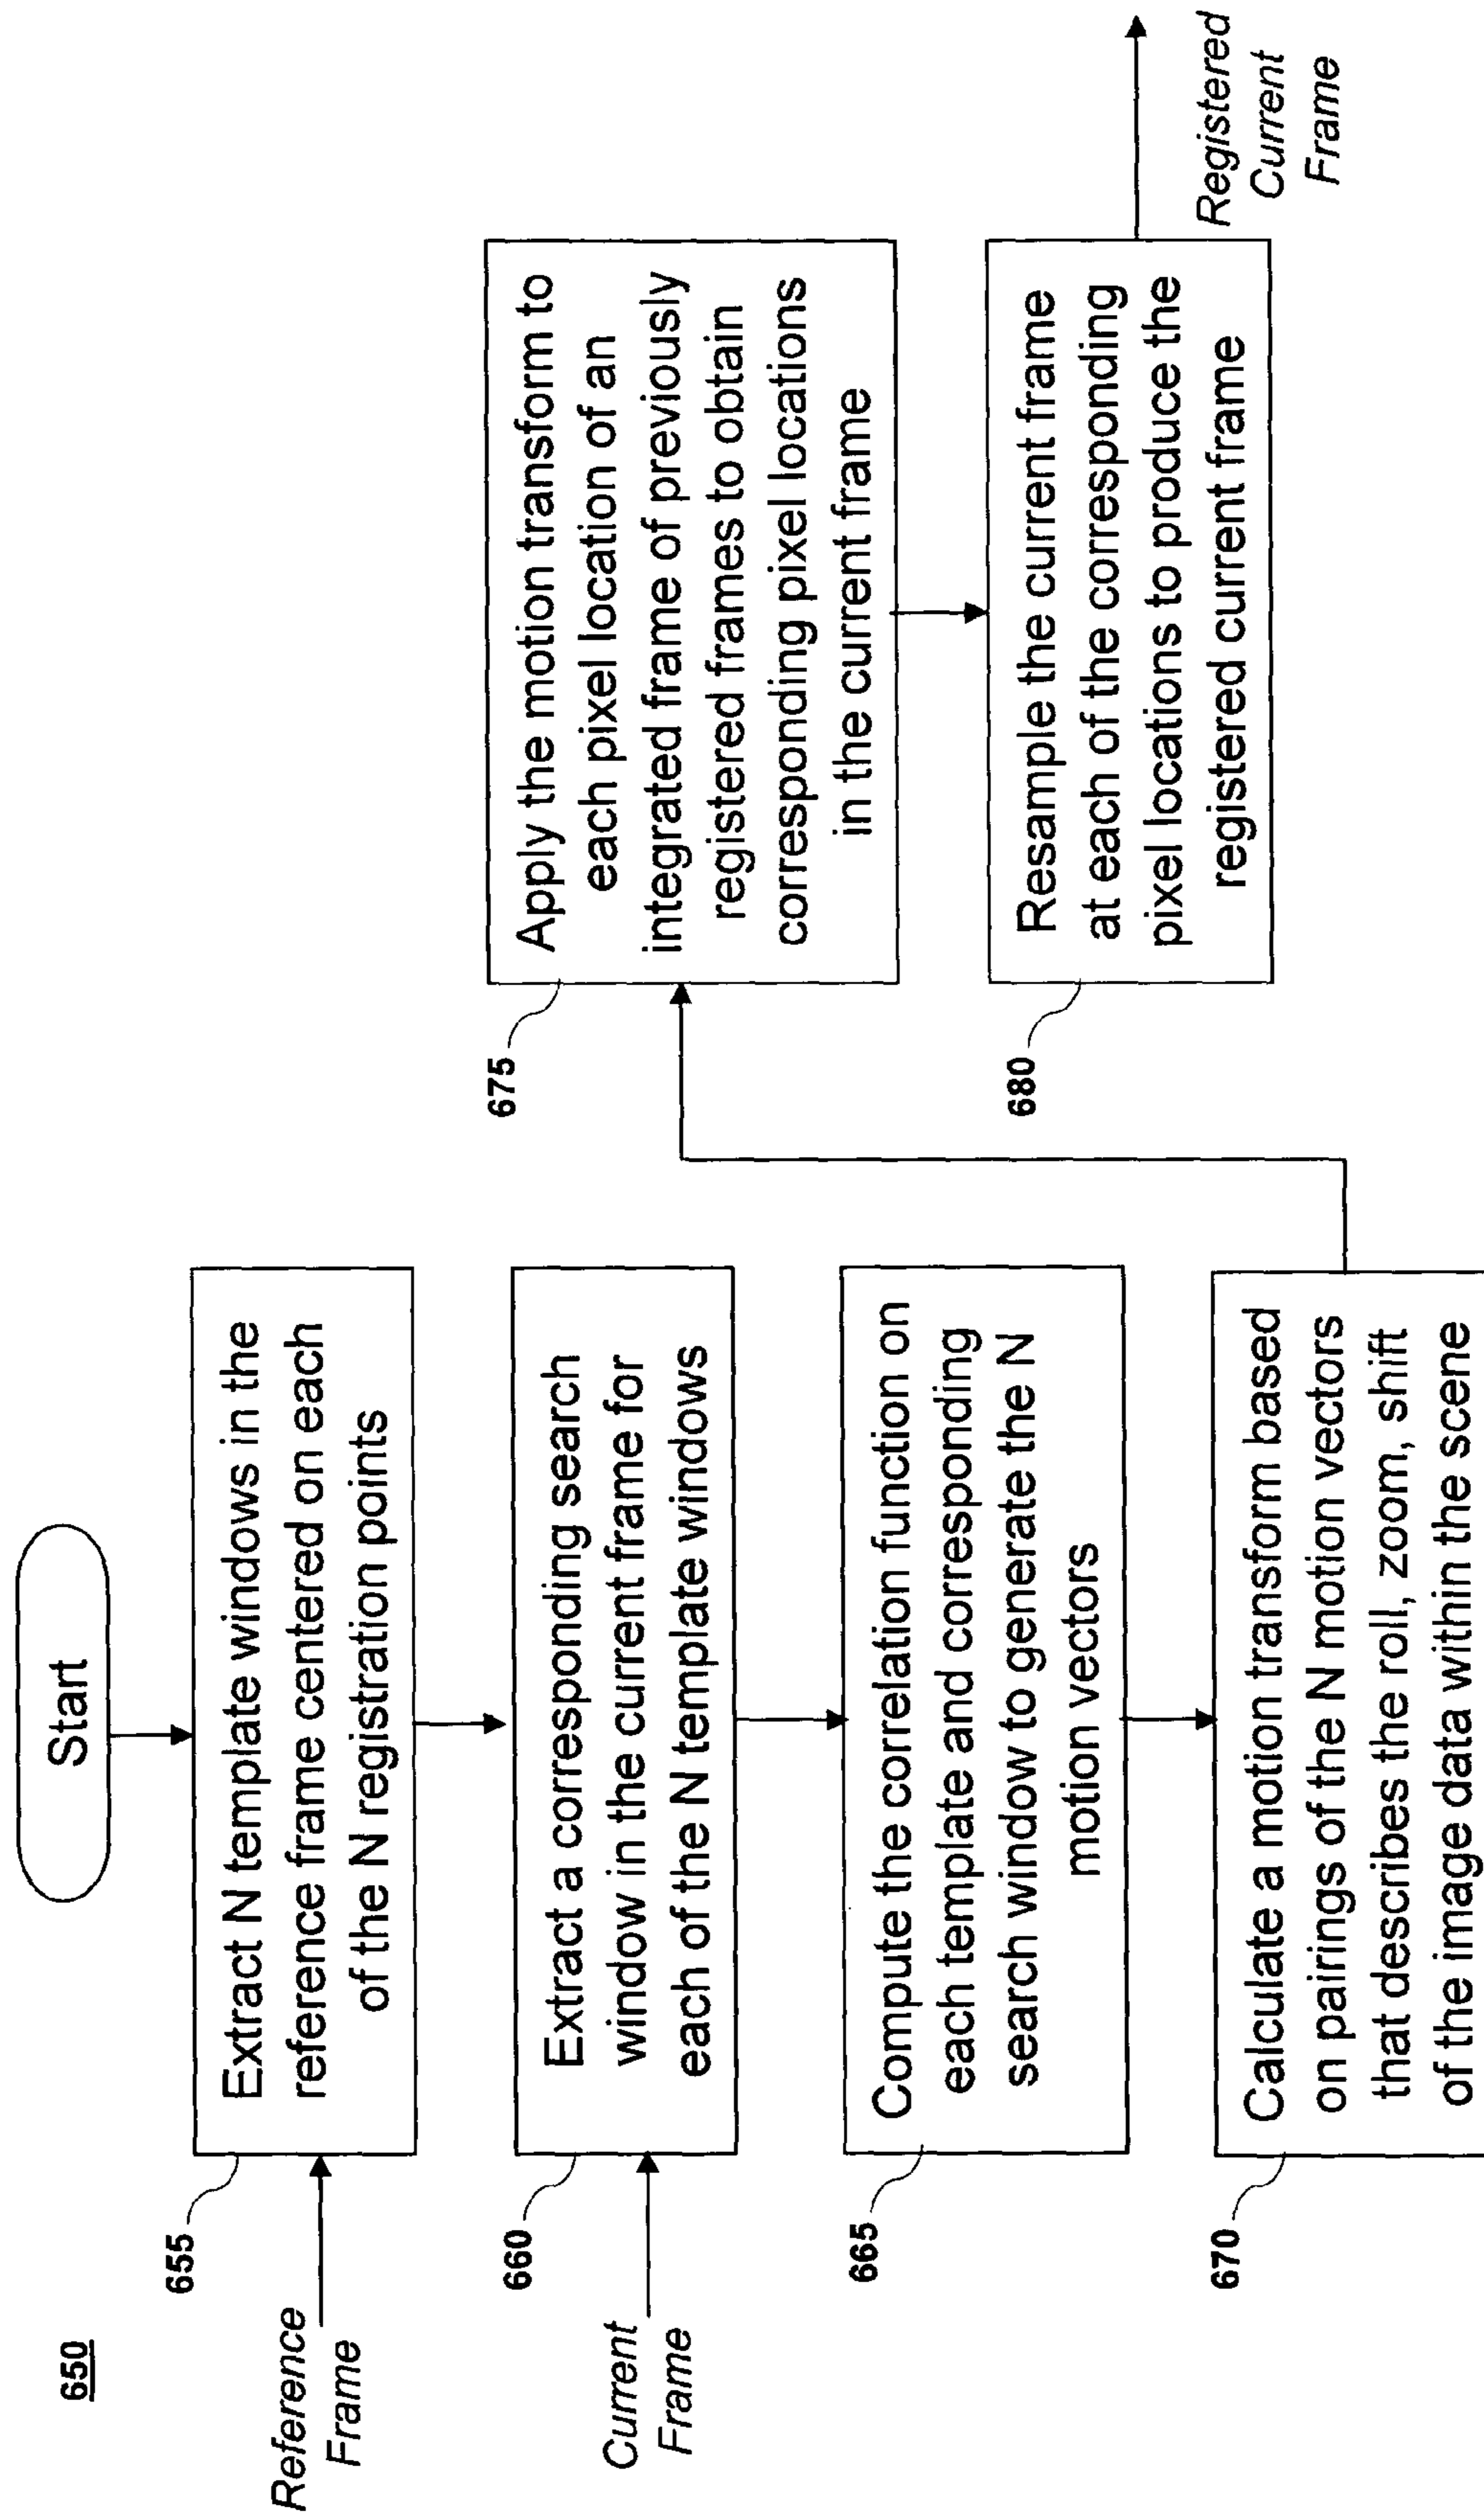 650
Start
655
Reference
Frame
Extract N template windows in the
reference frame centered on each
of the N registration points
660
Current
Frame
Extract a corresponding search
window in the current frame for
each of the N template windows
665
Compute the correlation function on
each template and corresponding
search window to generate the N
motion vectors
670
Calculate a motion transform based
on pairings of the N motion vectors
that describes the roll, zoom, shift
of the image data within the scene
675
Apply the motion transform to
each pixel location of an
integrated frame of previously
registered frames to obtain
corresponding pixel locations
in the current frame
680
Resample the current frame
at each of the corresponding
pixel locations to produce the
registered current frame
Registered
Current
Frame